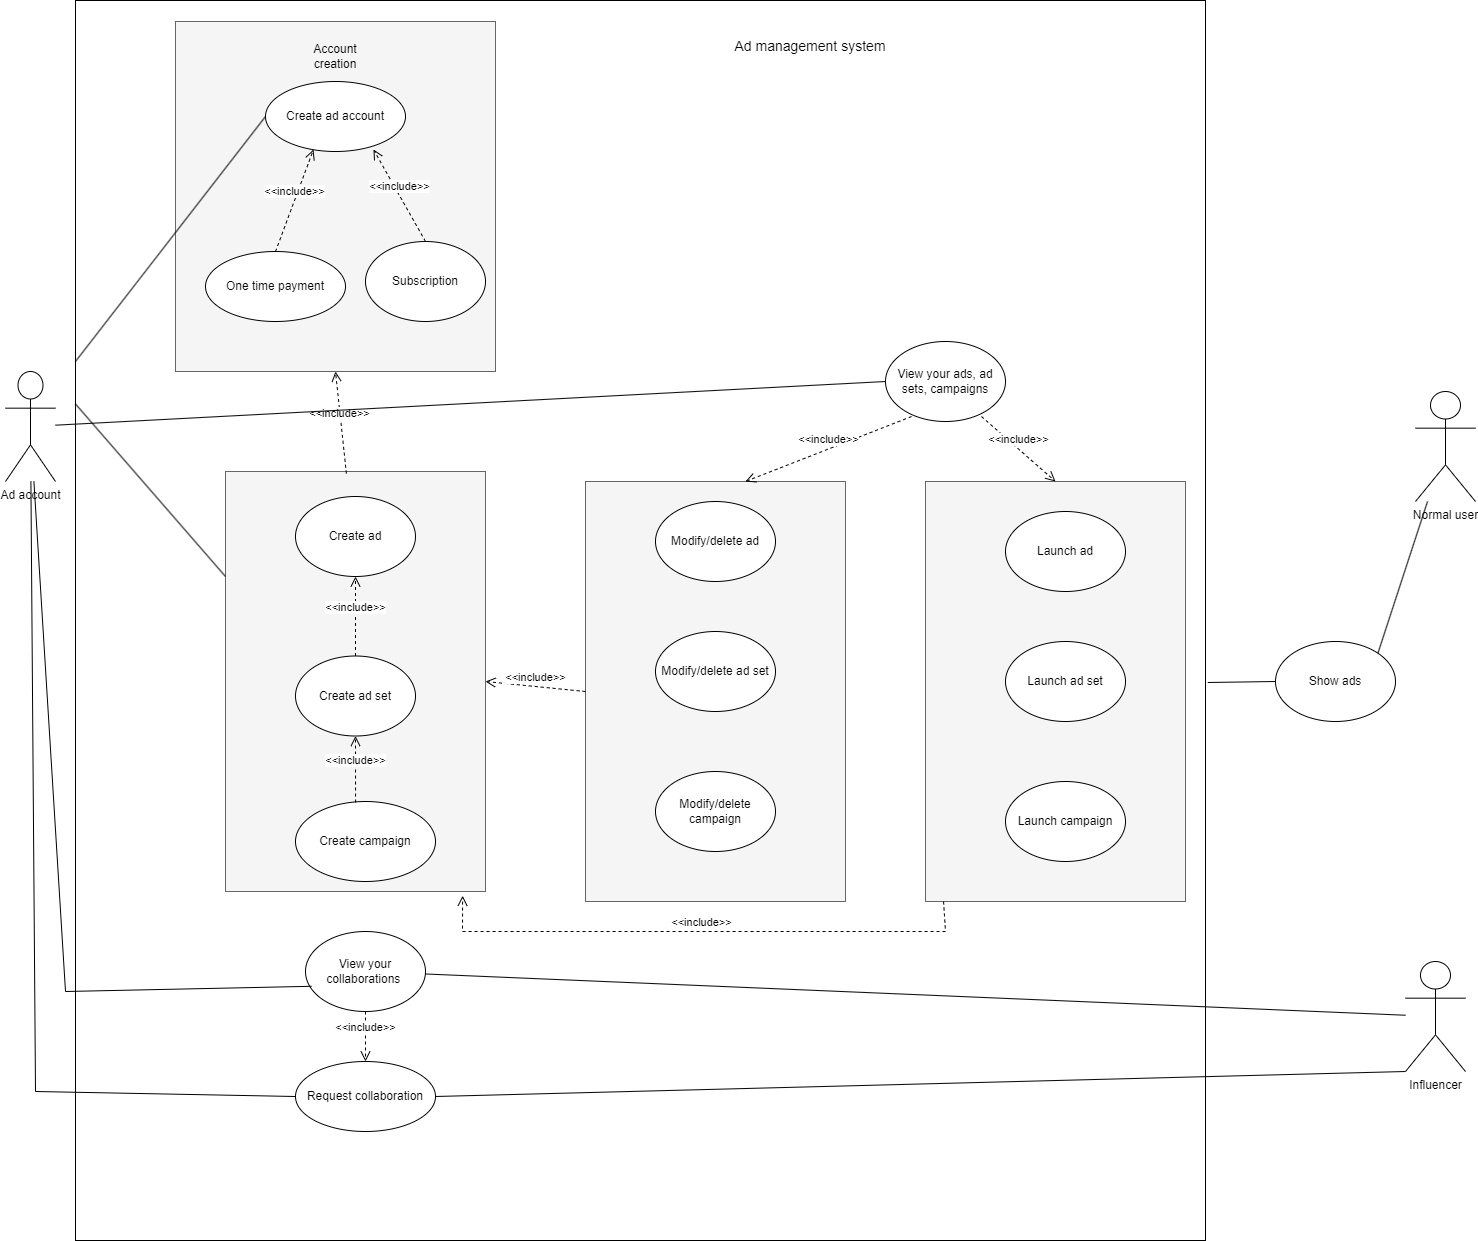 Ad management system
Account
creation
Create ad account
<<include>>
<<include>>
One time payment
Subscription
View your ads, ad
sets, campaigns
<<include>>
<<include>>
<<include>>
Ad account
Normal user
Create ad
Modify/delete ad
Launch ad
<<include>>
<<include>>
Modify/delete ad set
Launch ad set
Show ads
Create ad set
<<include>>
Modify/delete
campaign
Launch campaign
Create campaign
<<include>>
View your
collaborations
<<include>>
Request collaboration
Influencer